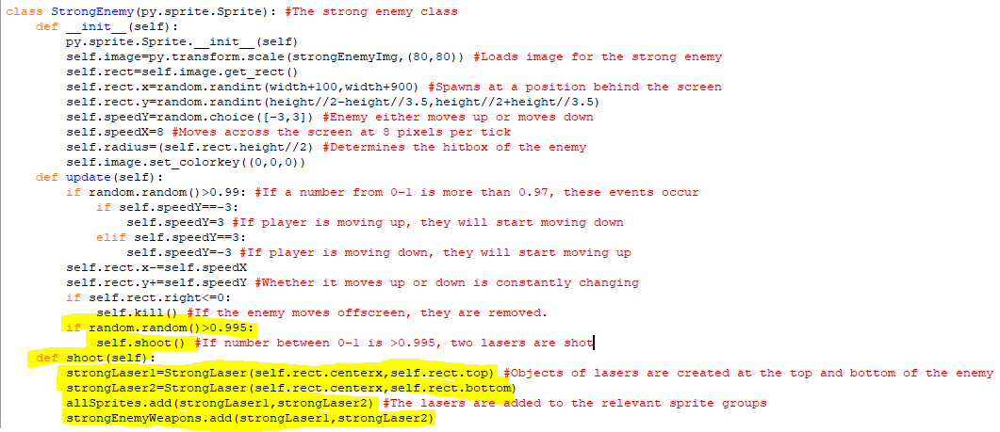 class StrongEnemy(py.sprite.Sprite): #The strong enemy class
    def __init__(self):
        py.sprite.Sprite.__init__(self)
        self.image=py.transform.scale(strongEnemyImg,(80,80)) #Loads image for the strong enemy
        self.rect=self.image.get_rect()
        self.rect.x=random.randint(width+100,width+900) #Spawns at a position behind the screen
        self.rect.y=random.randint(height//2-height//3.5,height//2+height//3.5)
        self.speedY=random.choice([-3,3]) #Enemy either moves up or moves down
        self.speedX=8 #Moves across the screen at 8 pixels per tick
        self.radius=(self.rect.height//2) #Determines the hitbox of the enemy
        self.image.set_colorkey((0,0,0))
    def update(self):
        if random.random()>0.99: #If a number from 0-1 is more than 0.97, these events occur
            if self.speedY==-3:
                self.speedY=3 #If player is moving up, they will start moving down
            elif self.speedY==3:
                self.speedY=-3 #If player is moving down, they will start moving up
        self.rect.x-=self.speedX
        self.rect.y+=self.speedY #Whether it moves up or down is constantly changing
        if self.rect.right<=0:
            self.kill() #If the enemy moves offscreen, they are removed.
        if random.random()>0.995:
            self.shoot() #If number between 0-1 is >0.995, two lasers are shot
    def shoot(self):
        strongLaser1=StrongLaser(self.rect.centerx,self.rect.top) #Objects of lasers are created at the top and bottom of the enemy
        strongLaser2=StrongLaser(self.rect.centerx,self.rect.bottom)
        allSprites.add(strongLaser1,strongLaser2) #The lasers are added to the relevant sprite groups
        strongEnemyWeapons.add(strongLaser1,strongLaser2)